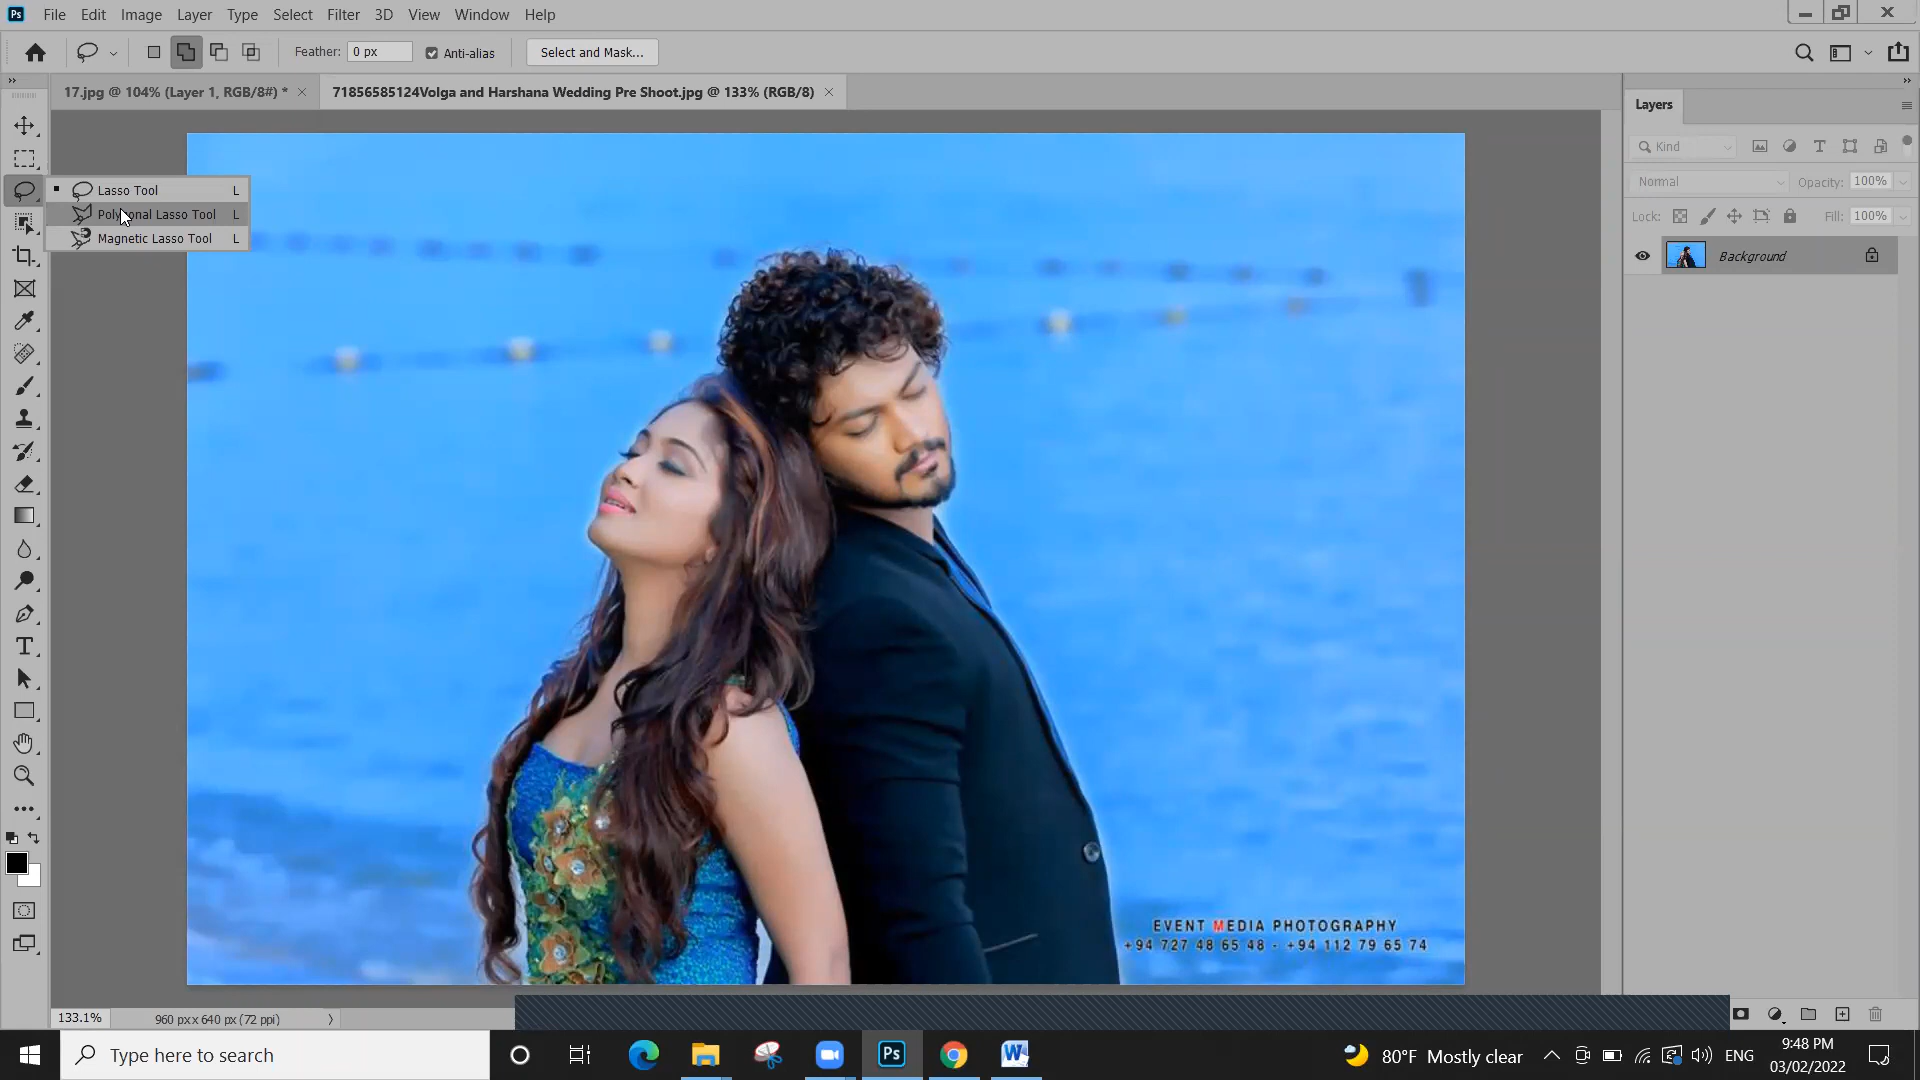 File Edit Image Layer Type Select Filter 3D View Window Help
Feather: 0 px Anti-alias Select and Mask...
17.jpg @ 104% (Layer 1, RGB/8#) * × 71856585124Volga and Harshana Wedding Pre Shoot.jpg @ 133% (RGB/8) ×
Layers
Kind
Normal Opacity: 100%
Lock: Fill: 100%
Background
Lasso Tool L
Polygonal Lasso Tool L
Magnetic Lasso Tool L
EVENT MEDIA PHOTOGRAPHY
+94 727 48 65 48 - +94 112 79 65 74
133.1% 960 px x 640 px (72 ppi)
Type here to search
80°F Mostly clear
ENG
9:48 PM
03/02/2022